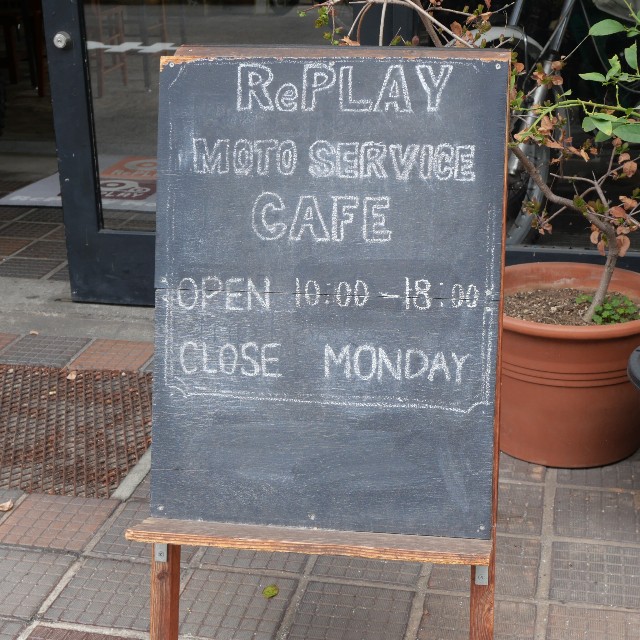 RePLAY
MOTO SERVICE
CAFE
OPEN 10:00 - 18:00
CLOSE MONDAY